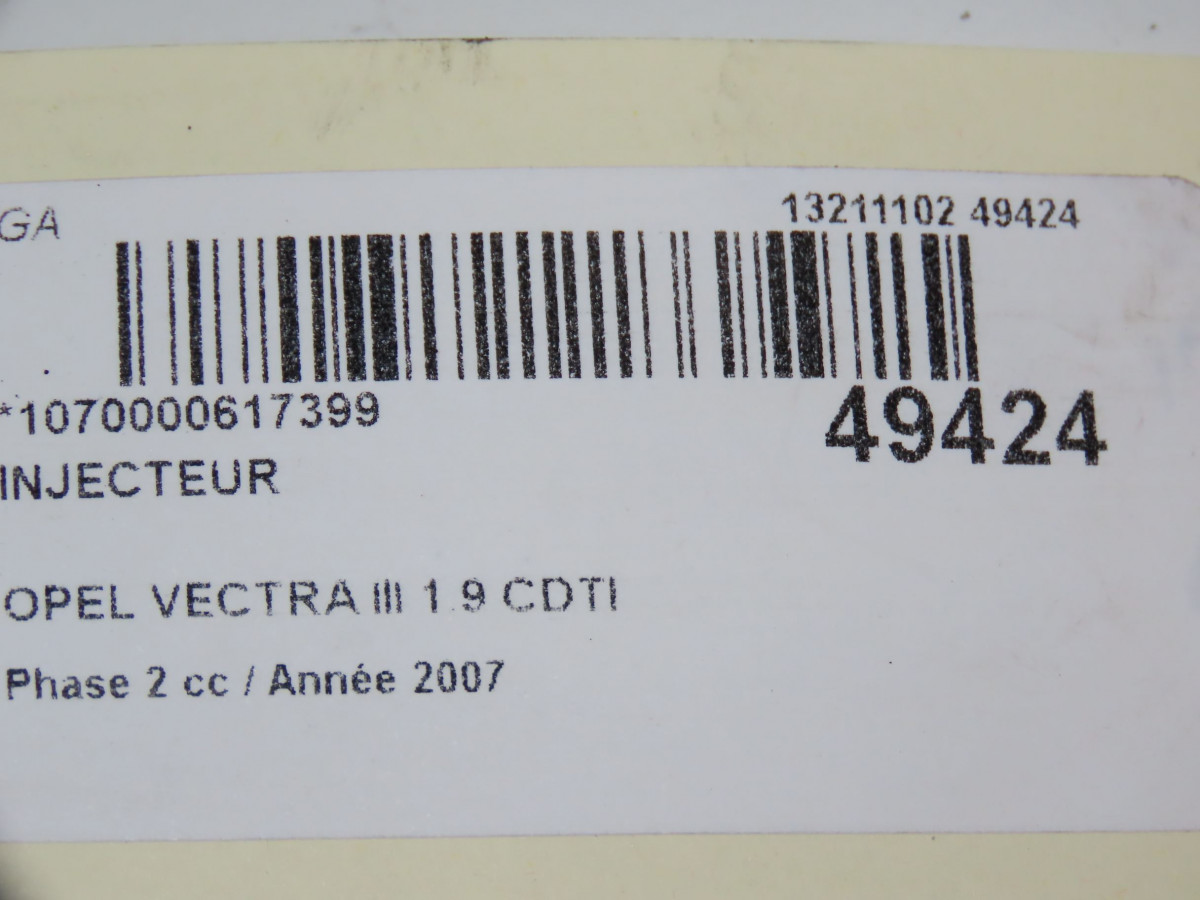 GA
13211102 49424
*1070000617399
49424
INJECTEUR
OPEL VECTRA III 1.9 CDTI
Phase 2 cc / Année 2007